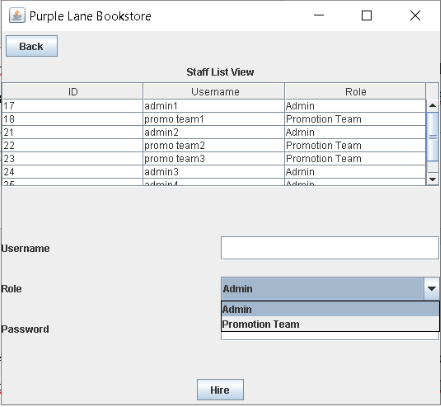 Purple Lane Bookstore
Back
Staff List View
ID Username Role
17 admin1 Admin
18 promo team1 Promotion Team
21 admin2 Admin
22 promo team2 Promotion Team
23 promo team3 Promotion Team
24 admin3 Admin
25 admin4 Admin
Username
Role Admin
Admin
Promotion Team
Password
Hire